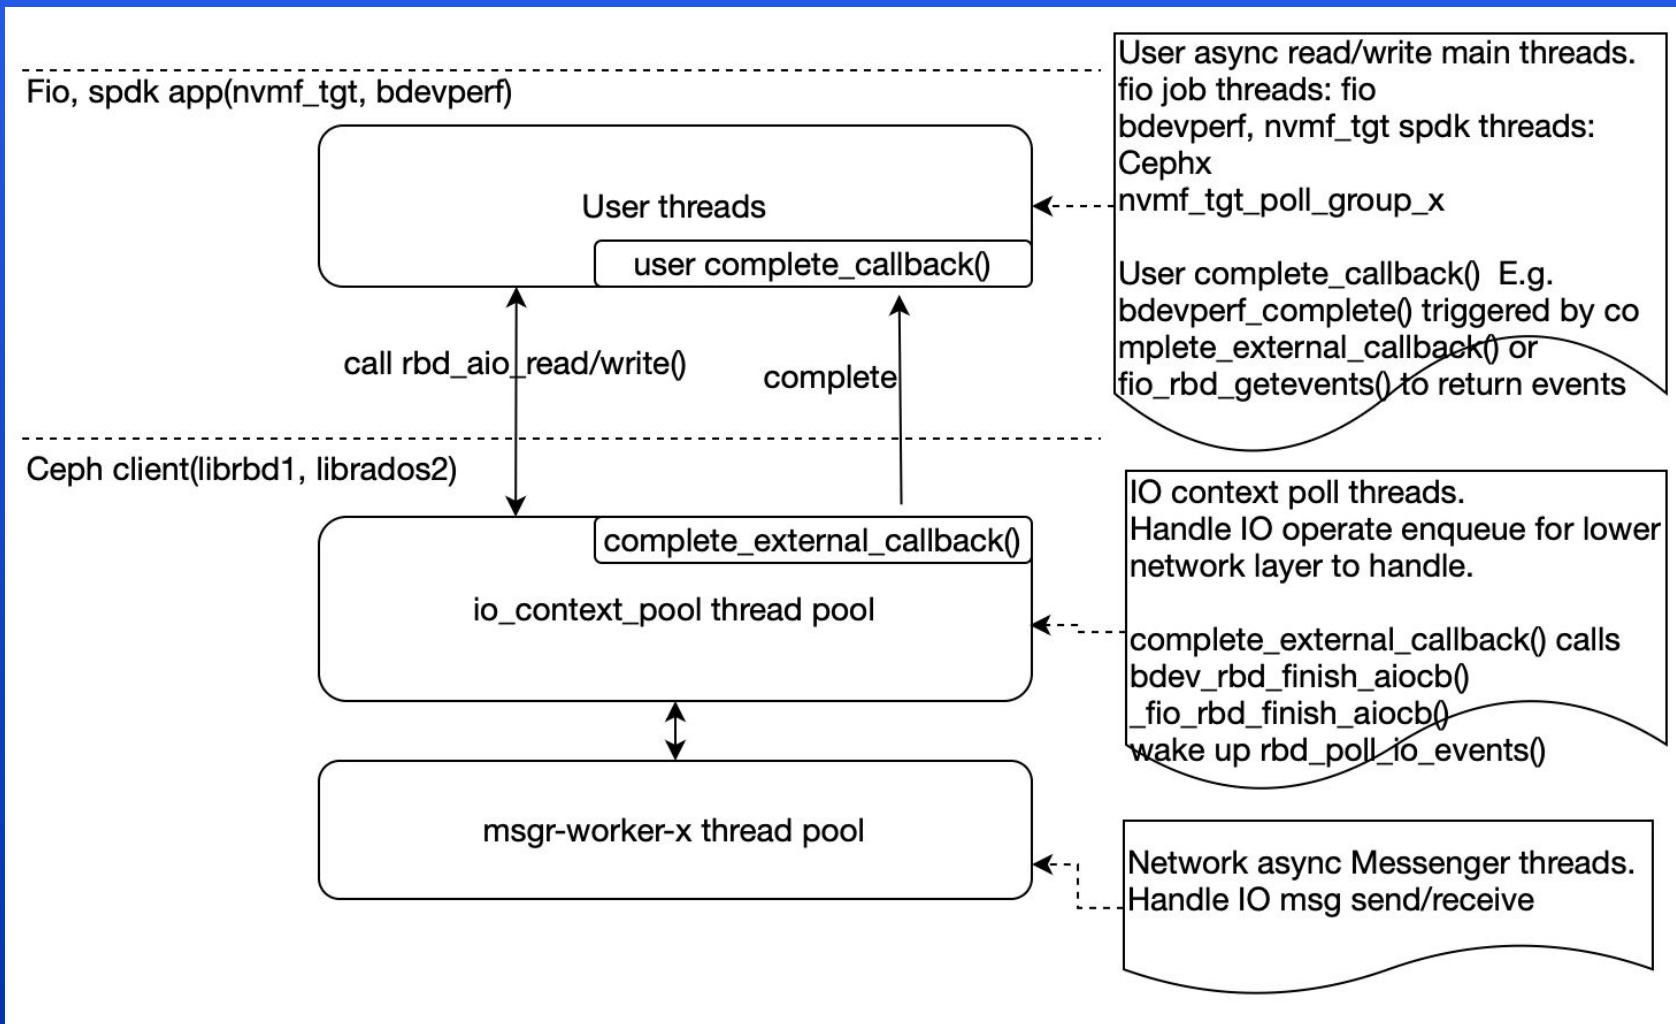 Fio, spdk app(nvmf_tgt, bdevperf)
User threads
user complete_callback()
call rbd_aio_read/write()
complete
Ceph client(librbd1, librados2)
complete_external_callback()
io_context_pool thread pool
msgr-worker-x thread pool
User async read/write main threads.
fio job threads: fio
bdevperf, nvmf_tgt spdk threads:
Cephx
nvmf_tgt_poll_group_x
User complete_callback()  E.g.
bdevperf_complete() triggered by co
mplete_external_callback() or
fio_rbd_getevents() to return events
IO context poll threads.
Handle IO operate enqueue for lower
network layer to handle.
complete_external_callback() calls
bdev_rbd_finish_aiocb()
_fio_rbd_finish_aiocb()
wake up rbd_poll_io_events()
Network async Messenger threads.
Handle IO msg send/receive